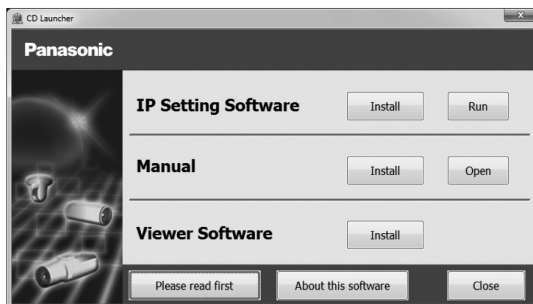 CD Launcher
Panasonic
IP Setting Software Install Run
Manual Install Open
Viewer Software Install
Please read first About this software Close